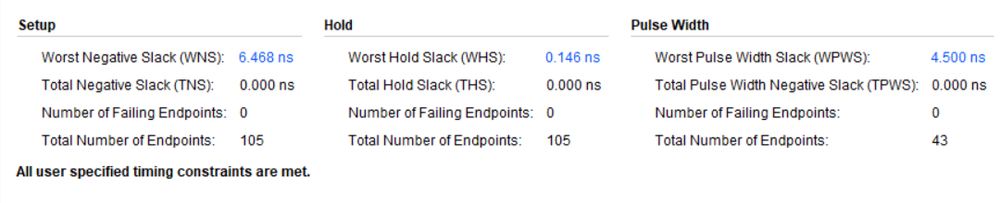 Setup
Worst Negative Slack (WNS): 6.468 ns
Total Negative Slack (TNS): 0.000 ns
Number of Failing Endpoints: 0
Total Number of Endpoints: 105
Hold
Worst Hold Slack (WHS): 0.146 ns
Total Hold Slack (THS): 0.000 ns
Number of Failing Endpoints: 0
Total Number of Endpoints: 105
Pulse Width
Worst Pulse Width Slack (WPWS): 4.500 ns
Total Pulse Width Negative Slack (TPWS): 0.000 ns
Number of Failing Endpoints: 0
Total Number of Endpoints: 43
All user specified timing constraints are met.